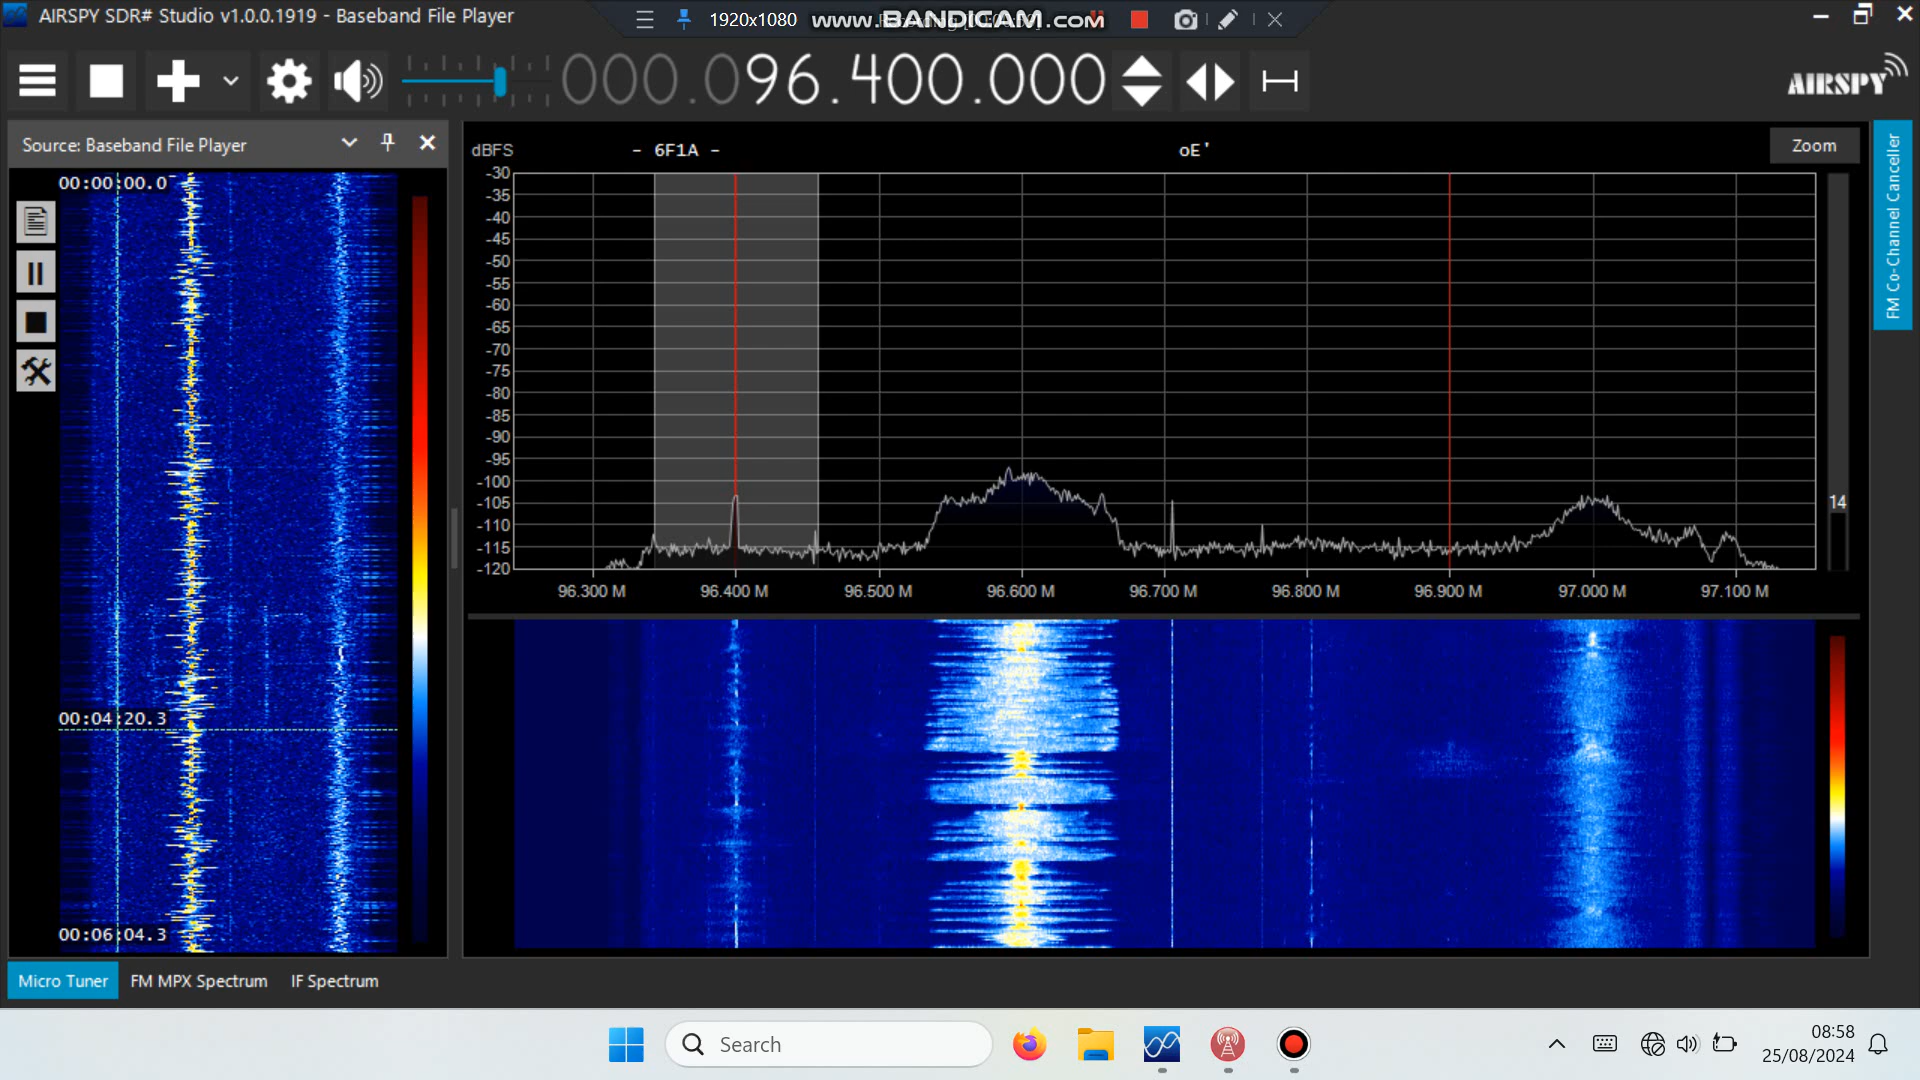 AIRSPY SDR# Studio v1.0.0.1919 - Baseband File Player
1920x1080
www.BANDICAM.com
000.096.400.000
AIRSPY
Source: Baseband File Player
00:00:00.0
00:04:20.3
00:06:04.3
dBFS
- 6F1A -
oE'
Zoom
-30
-35
-40
-45
-50
-55
-60
-65
-70
-75
-80
-85
-90
-95
-100
-105
-110
-115
-120
14
96.300 M
96.400 M
96.500 M
96.600 M
96.700 M
96.800 M
96.900 M
97.000 M
97.100 M
FM Co-Channel Canceller
Micro Tuner
FM MPX Spectrum
IF Spectrum
Search
08:58
25/08/2024